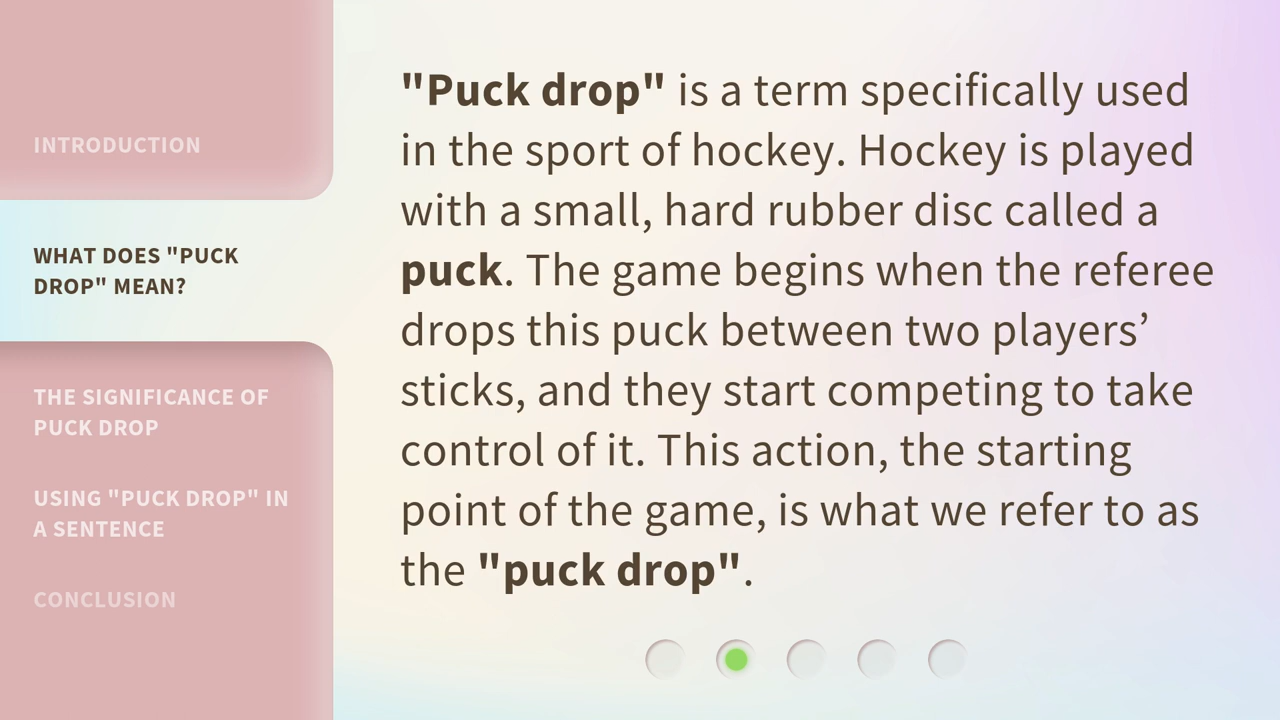 INTRODUCTION
WHAT DOES "PUCK
DROP" MEAN?
THE SIGNIFICANCE OF
PUCK DROP
USING "PUCK DROP" IN
A SENTENCE
CONCLUSION
"Puck drop" is a term specifically used
in the sport of hockey. Hockey is played
with a small, hard rubber disc called a
puck. The game begins when the referee
drops this puck between two players’
sticks, and they start competing to take
control of it. This action, the starting
point of the game, is what we refer to as
the "puck drop".